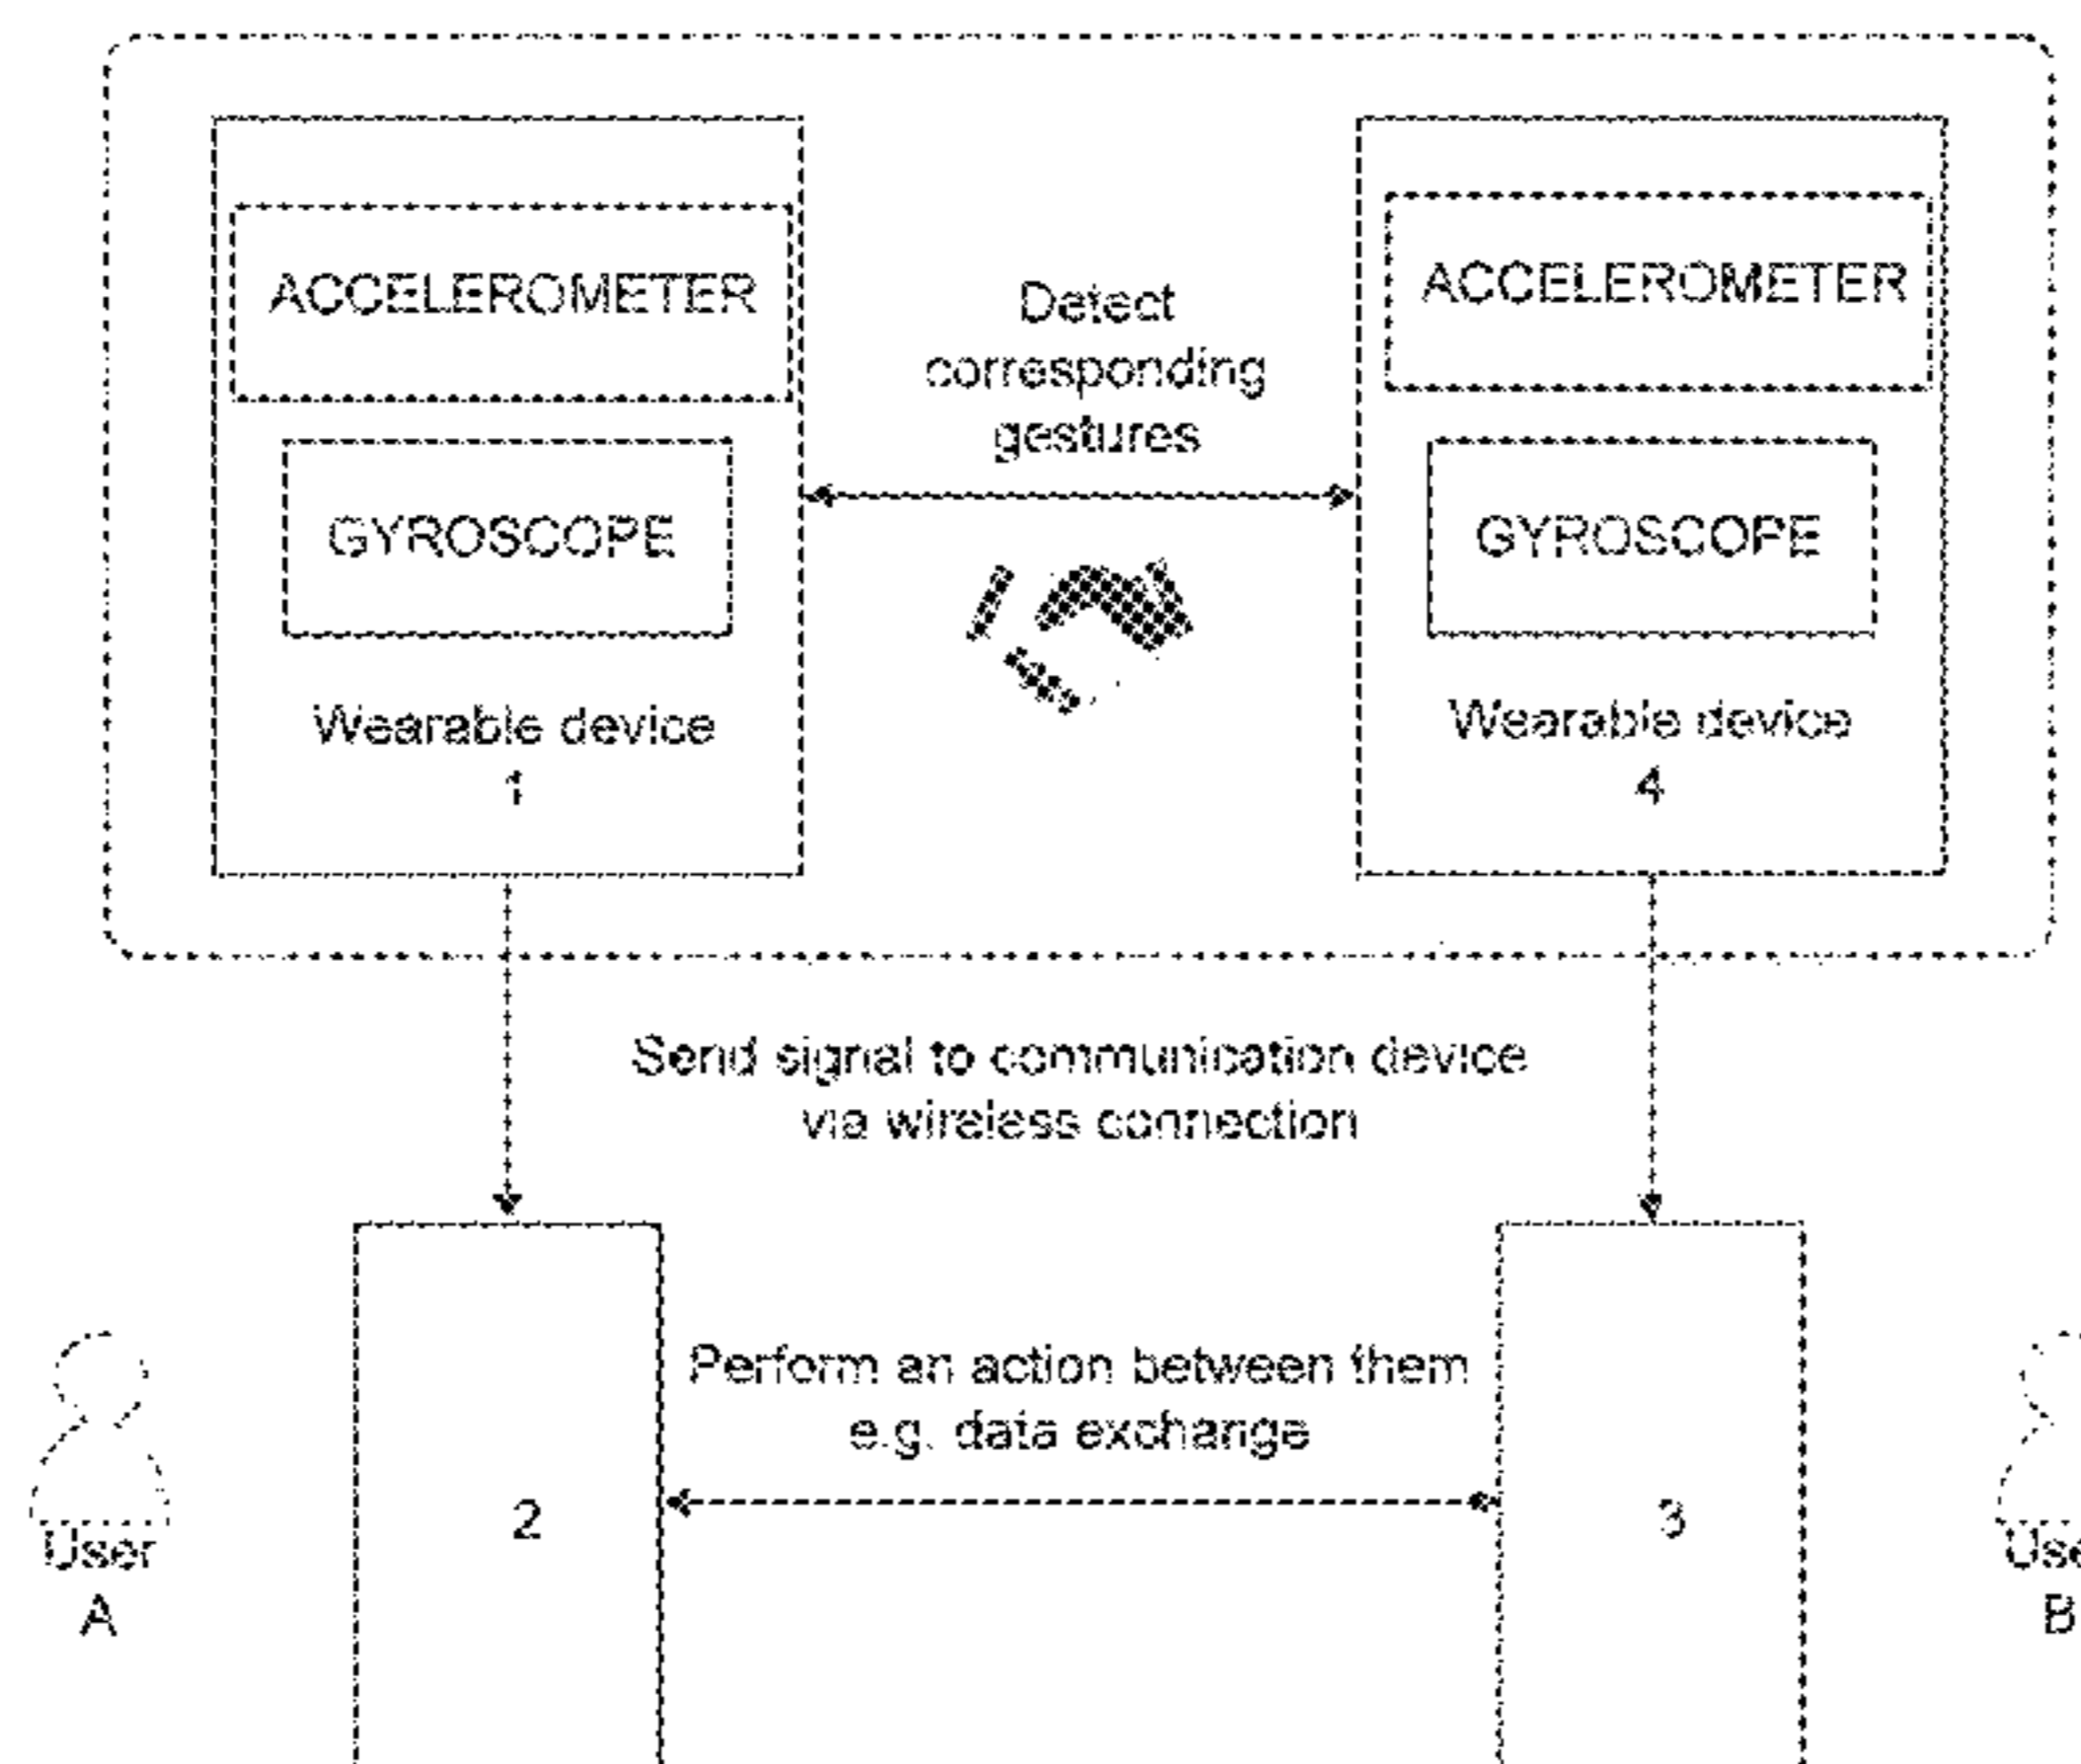 ACCELEROMETER
GYROSCOPE
Wearable device
1
Detect
corresponding
gestures
ACCELEROMETER
GYROSCOPE
Wearable device
4
Send signal to communication device
via wireless connection
Perform an action between them
e.g. data exchange
2
3
User
A
Use
B